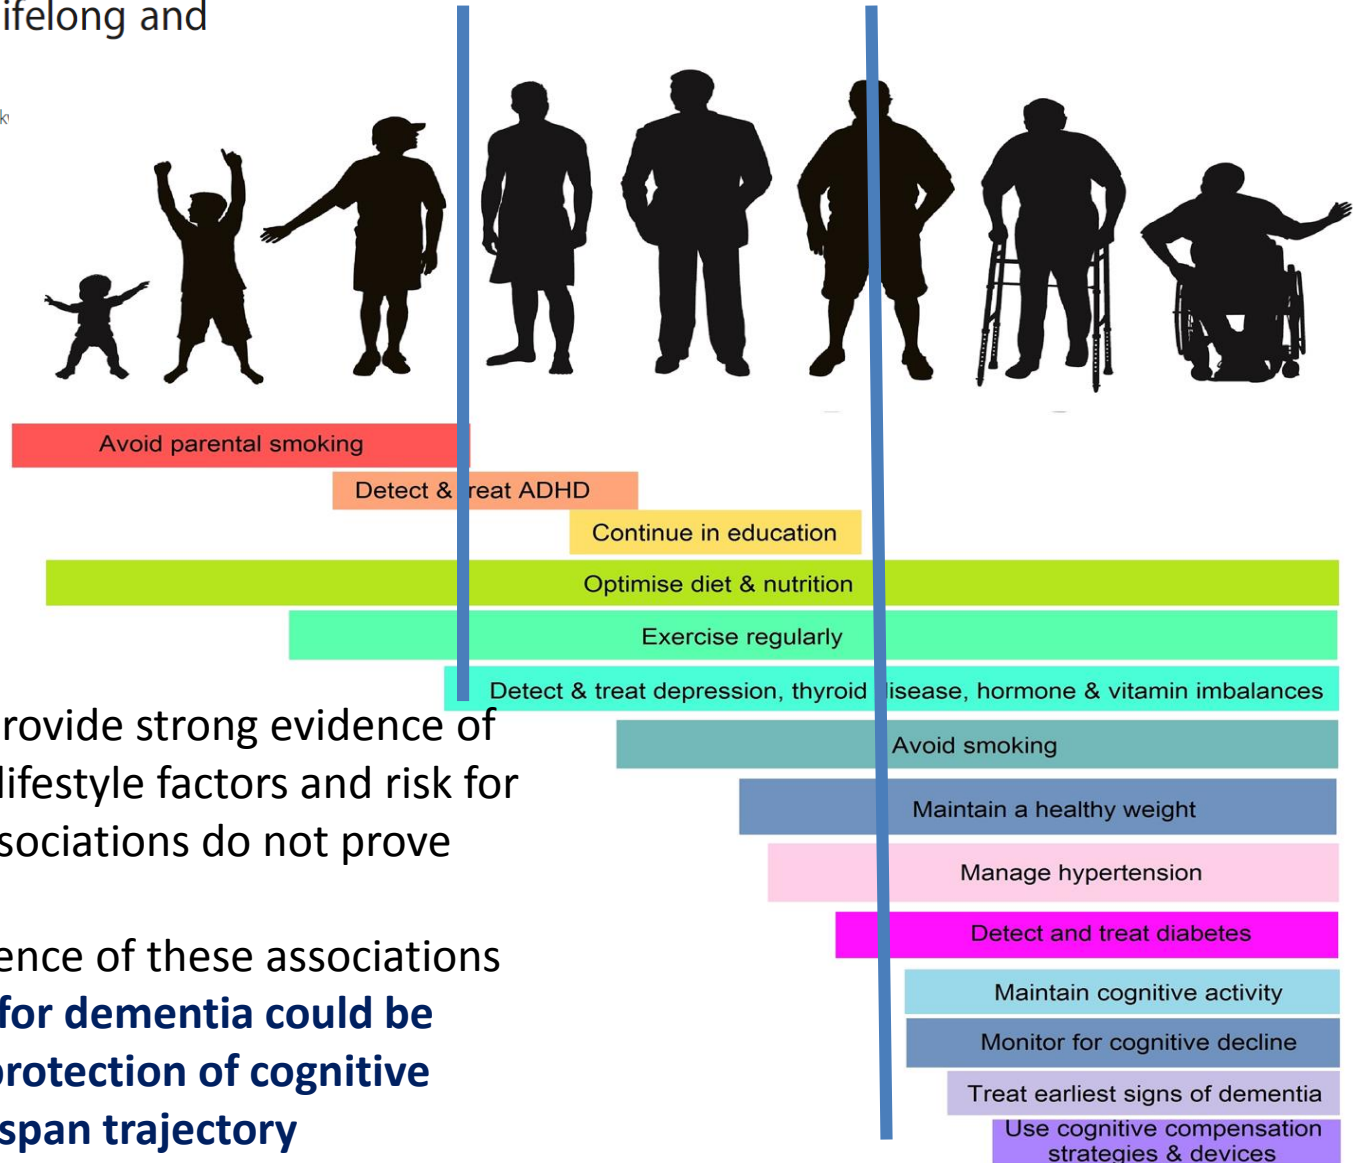 ifelong and
Avoid parental smoking
Detect & treat ADHD
Continue in education
Optimise diet & nutrition
Exercise regularly
Detect & treat depression, thyroid disease, hormone & vitamin imbalances
Avoid smoking
Maintain a healthy weight
Manage hypertension
Detect and treat diabetes
Maintain cognitive activity
Monitor for cognitive decline
Treat earliest signs of dementia
Use cognitive compensation
strategies & devices
rovide strong evidence of
lifestyle factors and risk for
sociations do not prove
ence of these associations
for dementia could be
protection of cognitive
span trajectory